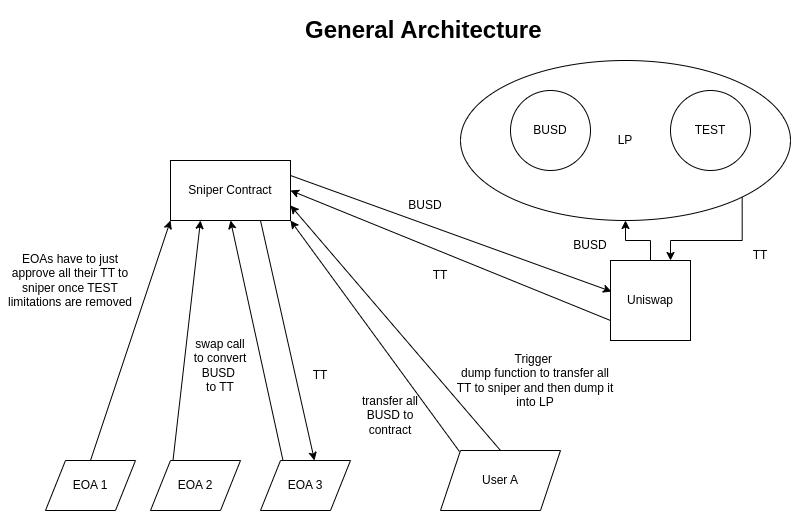 General Architecture
BUSD
LP
TEST
Sniper Contract
BUSD
BUSD
TT
TT
Uniswap
EOAs have to just
approve all their TT to
sniper once TEST
limitations are removed
swap call
to convert
BUSD
to TT
TT
Trigger
dump function to transfer all
TT to sniper and then dump it
into LP
transfer all
BUSD to
contract
EOA 1
EOA 2
EOA 3
User A